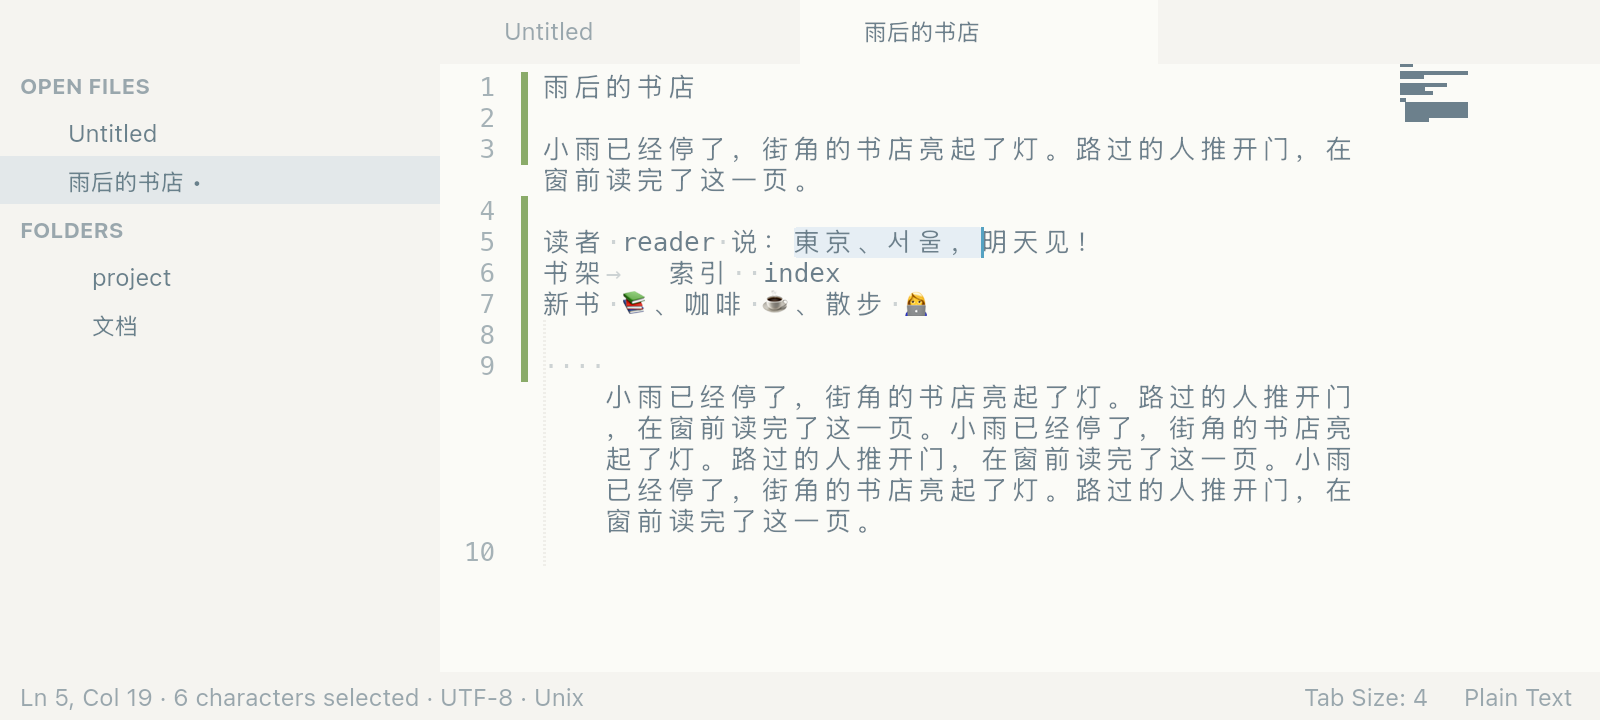 Untitled
雨后的书店
OPEN FILES
Untitled
雨后的书店 •
FOLDERS
project
文档
1 雨后的书店
2
3 小雨已经停了，街角的书店亮起了灯。路过的人推开门，在
窗前读完了这一页。
4
5 读者·reader·说：東京、서울，明天见！
6 书架→ 索引··index
7 新书·📚、咖啡·☕、散步·👩‍💻
8
9 ····
小雨已经停了，街角的书店亮起了灯。路过的人推开门
，在窗前读完了这一页。小雨已经停了，街角的书店亮
起了灯。路过的人推开门，在窗前读完了这一页。小雨
已经停了，街角的书店亮起了灯。路过的人推开门，在
窗前读完了这一页。
10
Ln 5, Col 19 · 6 characters selected · UTF-8 · Unix
Tab Size: 4
Plain Text